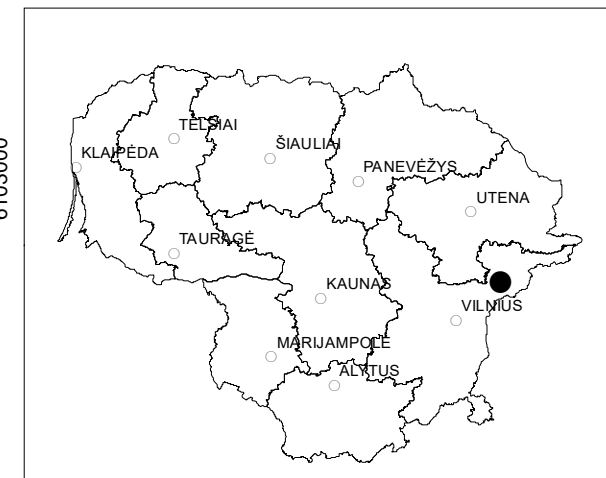 TELŠIAI
KLAIPĖDA
ŠIAULIAI
PANEVĖŽYS
UTENA
TAURAGĖ
KAUNAS
VILNIUS
MARIJAMPOLĖ
ALYTUS